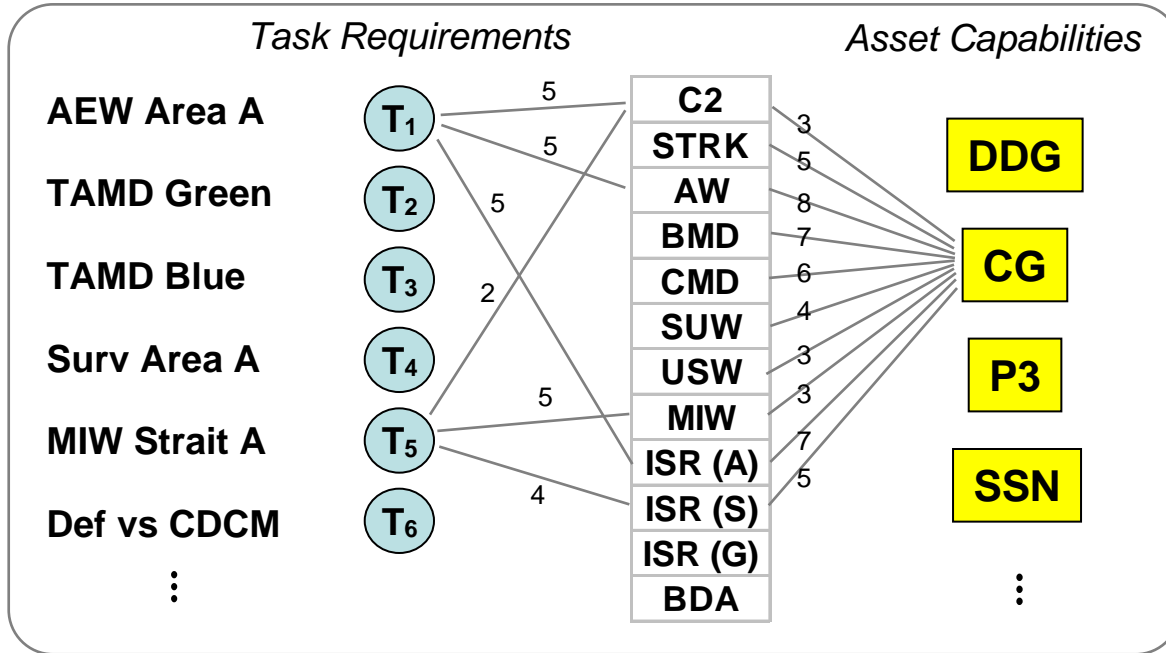 Task Requirements
Asset Capabilities
AEW Area A
TAMD Green
TAMD Blue
Surv Area A
MIW Strait A
Def vs CDCM
⋮
T1
T2
T3
T4
T5
T6
5
5
5
2
5
4
C2
STRK
AW
BMD
CMD
SUW
USW
MIW
ISR (A)
ISR (S)
ISR (G)
BDA
3
5
8
7
6
4
3
3
7
5
DDG
CG
P3
SSN
⋮